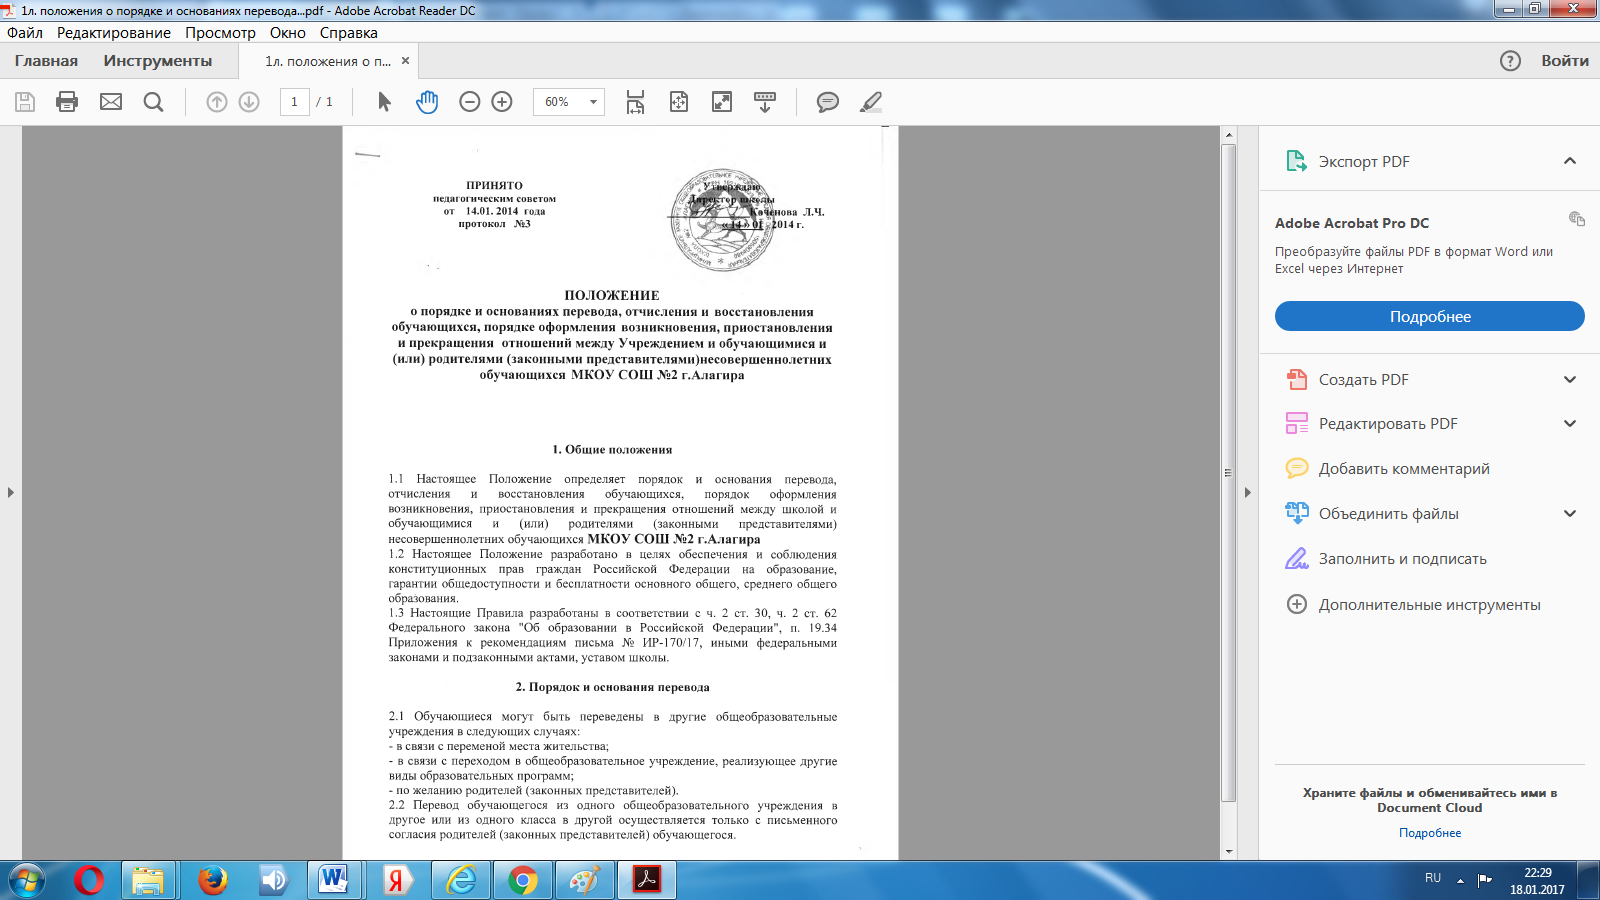 1л. положения о порядке и основаниях перевода...pdf - Adobe Acrobat Reader DC
Файл Редактирование Просмотр Окно Справка
Главная Инструменты 1л. положения о п... × Войти
1 / 1 60%
ПРИНЯТО
педагогическим советом
от 14.01. 2014 года
протокол №3
Утверждаю
Директор школы
Каченова Л.Ч.
« 14 » 01 2014 г.
ПОЛОЖЕНИЕ
о порядке и основаниях перевода, отчисления и восстановления
обучающихся, порядке оформления возникновения, приостановления
и прекращения отношений между Учреждением и обучающимися и
(или) родителями (законными представителями)несовершеннолетних
обучающихся МКОУ СОШ №2 г.Алагира
1. Общие положения
1.1 Настоящее Положение определяет порядок и основания перевода,
отчисления и восстановления обучающихся, порядок оформления
возникновения, приостановления и прекращения отношений между школой и
обучающимися и (или) родителями (законными представителями)
несовершеннолетних обучающихся МКОУ СОШ №2 г.Алагира
1.2 Настоящее Положение разработано в целях обеспечения и соблюдения
конституционных прав граждан Российской Федерации на образование,
гарантии общедоступности и бесплатности основного общего, среднего общего
образования.
1.3 Настоящие Правила разработаны в соответствии с ч. 2 ст. 30, ч. 2 ст. 62
Федерального закона "Об образовании в Российской Федерации", п. 19.34
Приложения к рекомендациям письма № ИР-170/17, иными федеральными
законами и подзаконными актами, уставом школы.
2. Порядок и основания перевода
2.1 Обучающиеся могут быть переведены в другие общеобразовательные
учреждения в следующих случаях:
- в связи с переменой места жительства;
- в связи с переходом в общеобразовательное учреждение, реализующее другие
виды образовательных программ;
- по желанию родителей (законных представителей).
2.2 Перевод обучающегося из одного общеобразовательного учреждения в
другое или из одного класса в другой осуществляется только с письменного
согласия родителей (законных представителей) обучающегося.
Экспорт PDF
Adobe Acrobat Pro DC
Преобразуйте файлы PDF в формат Word или
Excel через Интернет
Подробнее
Создать PDF
Редактировать PDF
Добавить комментарий
Объединить файлы
Заполнить и подписать
Дополнительные инструменты
Храните файлы и обменивайтесь ими в
Document Cloud
Подробнее
RU
22:29
18.01.2017